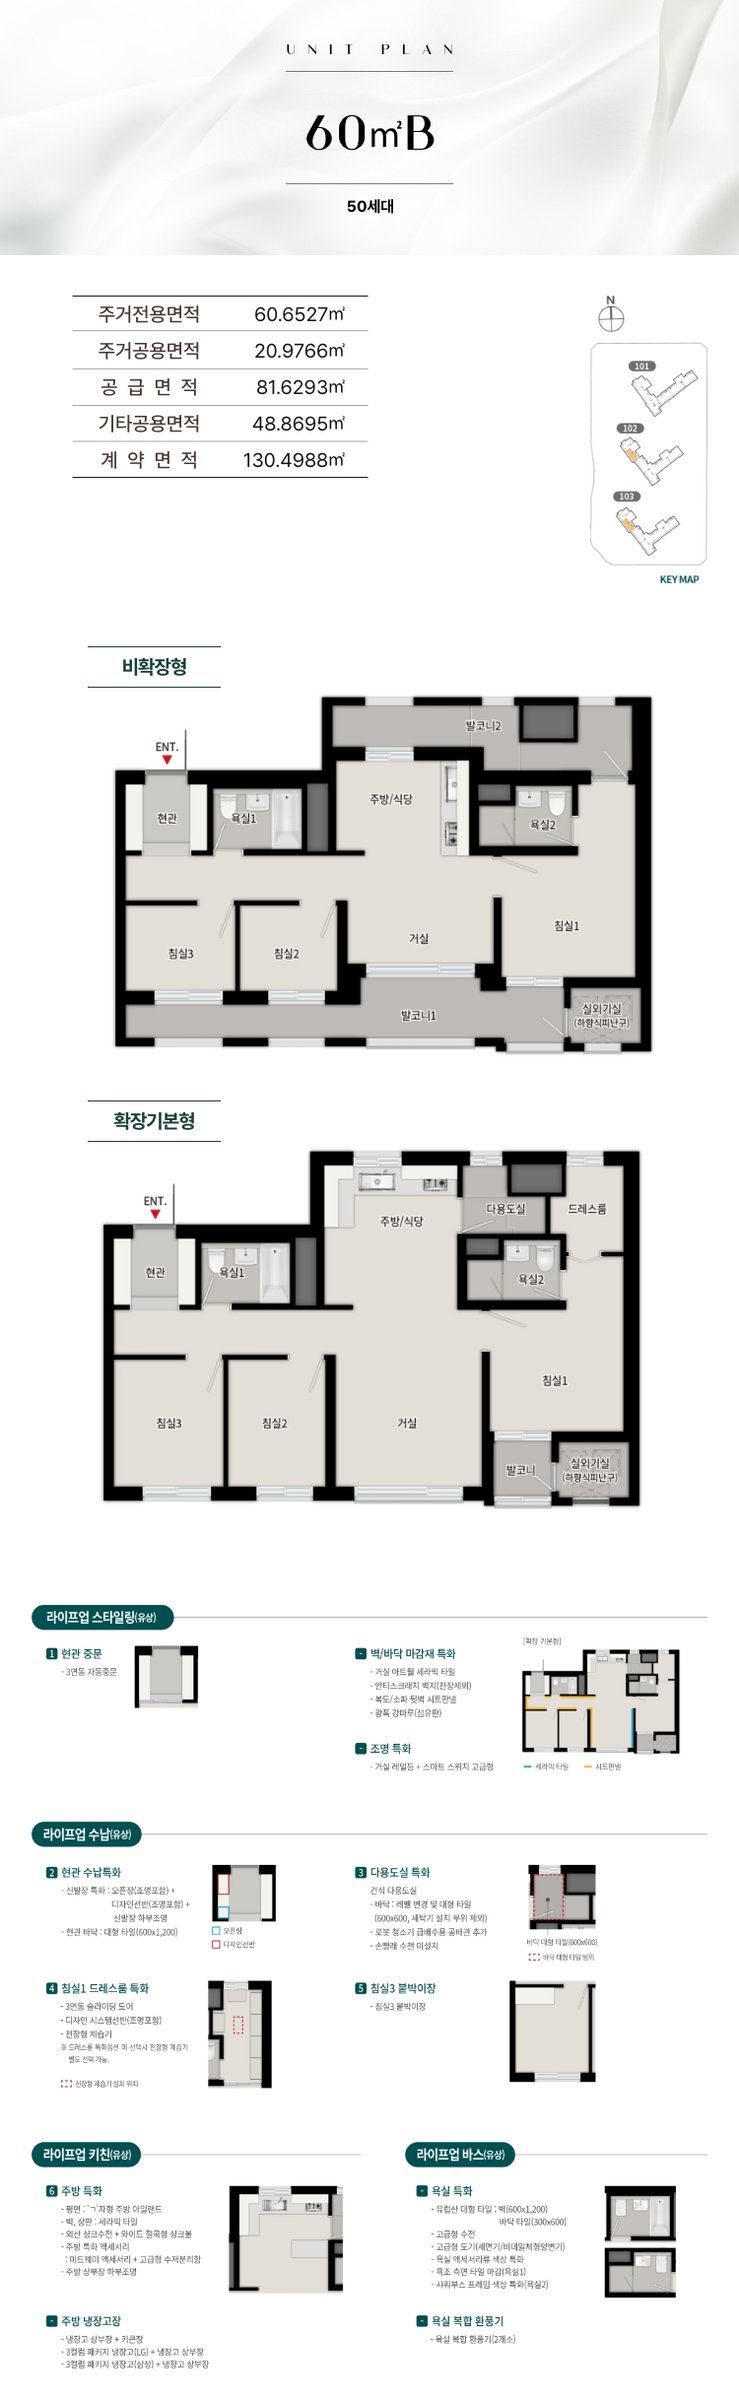 UNIT PLAN
60㎡B
50세대
주거전용면적 60.6527㎡
주거공용면적 20.9766㎡
공급면적 81.6293㎡
기타공용면적 48.8695㎡
계약면적 130.4988㎡
N
101
102
103
KEY MAP
비확장형
발코니2
ENT.
현관
욕실1
주방/식당
욕실2
침실3
침실2
거실
침실1
발코니1
실외기실
(하향식피난구)
확장기본형
ENT.
현관
욕실1
주방/식당
다용도실
드레스룸
욕실2
침실3
침실2
거실
침실1
발코니
실외기실
(하향식피난구)
라이프업 스타일링(유상)
1 현관 중문
- 3연동 자동중문
- 벽/바닥 마감재 특화
- 거실 아트월 세라믹 타일
- 안티스크래치 벽지(천장제외)
- 복도/소파 뒷벽 시트판넬
- 광폭 강마루(섬유판)
- 조명 특화
- 거실 레일등 + 스마트 스위치 고급형
[확장 기본형]
세라믹 타일
시트판넬
라이프업 수납(유상)
2 현관 수납특화
- 신발장 특화 : 오픈장(조명포함) +
디자인선반(조명포함) +
신발장 하부조명
- 현관 바닥 : 대형 타일(600x1,200)
오픈장
디자인선반
3 다용도실 특화
건식 다용도실
- 바닥 : 레벨 변경 및 대형 타일
(600x600, 세탁기 설치 부위 제외)
- 로봇 청소기 급배수용 공배관 추가
- 손빨래 수전 미설치
바닥 대형 타일(600x600)
바닥 대형 타일 범위
4 침실1 드레스룸 특화
- 3연동 슬라이딩 도어
- 디자인 시스템선반(조명포함)
- 천장형 제습기
※ 드레스룸 특화옵션 미 선택시 천장형 제습기
별도 선택 가능.
천장형 제습기 설치 위치
5 침실3 붙박이장
- 침실3 붙박이장
라이프업 키친(유상)
6 주방 특화
- 평면 : 'ㄱ'자형 주방 아일랜드
- 벽, 상판 : 세라믹 타일
- 외산 싱크수전 + 와이드 절곡형 싱크볼
- 주방 특화 액세서리
: 미드웨이 액세서리 + 고급형 수저분리함
- 주방 상부장 하부조명
- 주방 냉장고장
- 냉장고 상부장 + 키큰장
- 3컬럼 패키지 냉장고(LG) + 냉장고 상부장
- 3컬럼 패키지 냉장고(삼성) + 냉장고 상부장
라이프업 바스(유상)
- 욕실 특화
- 유럽산 대형 타일 : 벽(600x1,200)
바닥 타일(300x600)
- 고급형 수전
- 고급형 도기(세면기/비데일체형양변기)
- 욕실 액세서리류 색상 특화
- 욕조 측면 타일 마감(욕실1)
- 샤워부스 프레임 색상 특화(욕실2)
- 욕실 복합 환풍기
- 욕실 복합 환풍기(2개소)